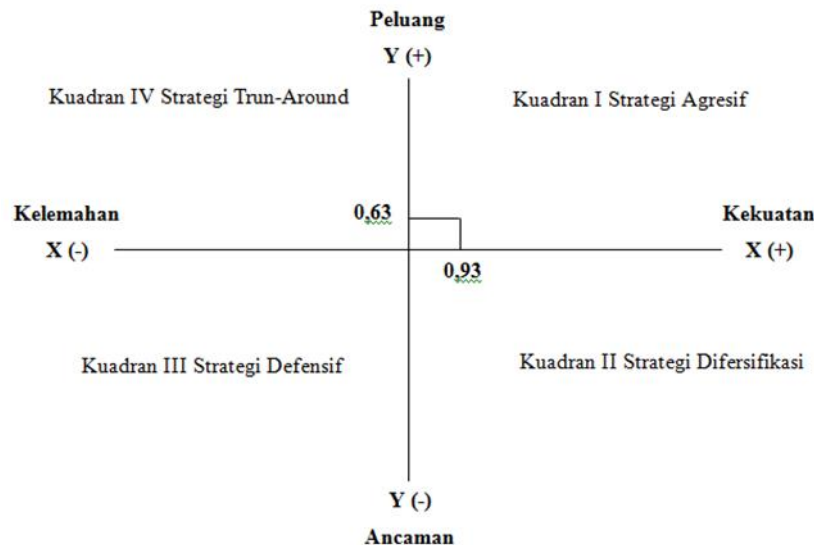 Peluang
Y (+)
Kuadran IV Strategi Trun-Around
Kuadran I Strategi Agresif
Kelemahan
X (-)
0,63
Kekuatan
X (+)
0,93
Kuadran III Strategi Defensif
Kuadran II Strategi Difersifikasi
Y (-)
Ancaman